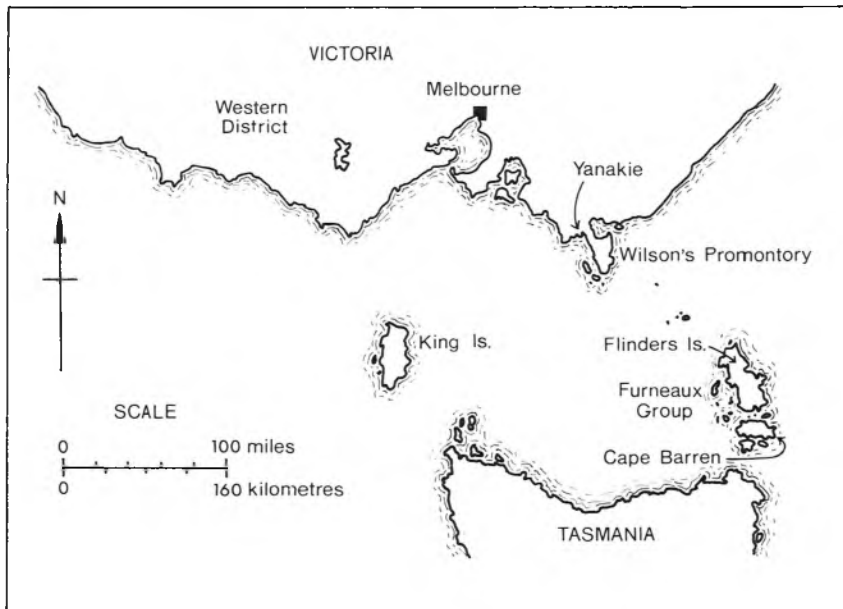 VICTORIA
Melbourne
Western
District
Yanakie
N
Wilson's Promontory
King Is.
Flinders Is.
Furneaux
Group
SCALE
0 100 miles
0 160 kilometres
Cape Barren
TASMANIA